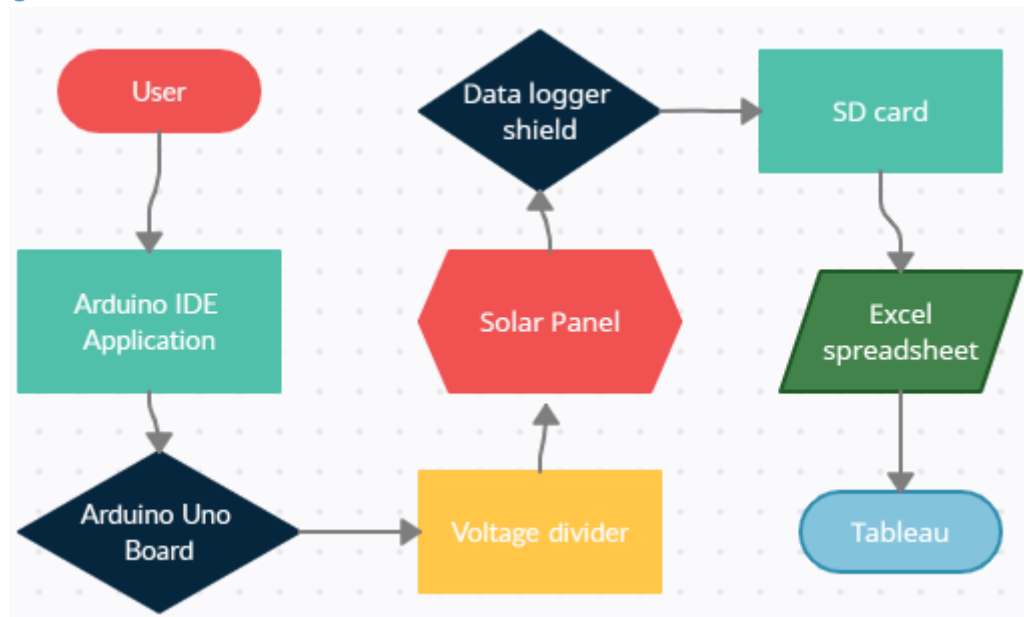 User
Arduino IDE
Application
Arduino Uno
Board
Voltage divider
Solar Panel
Data logger
shield
SD card
Excel
spreadsheet
Tableau